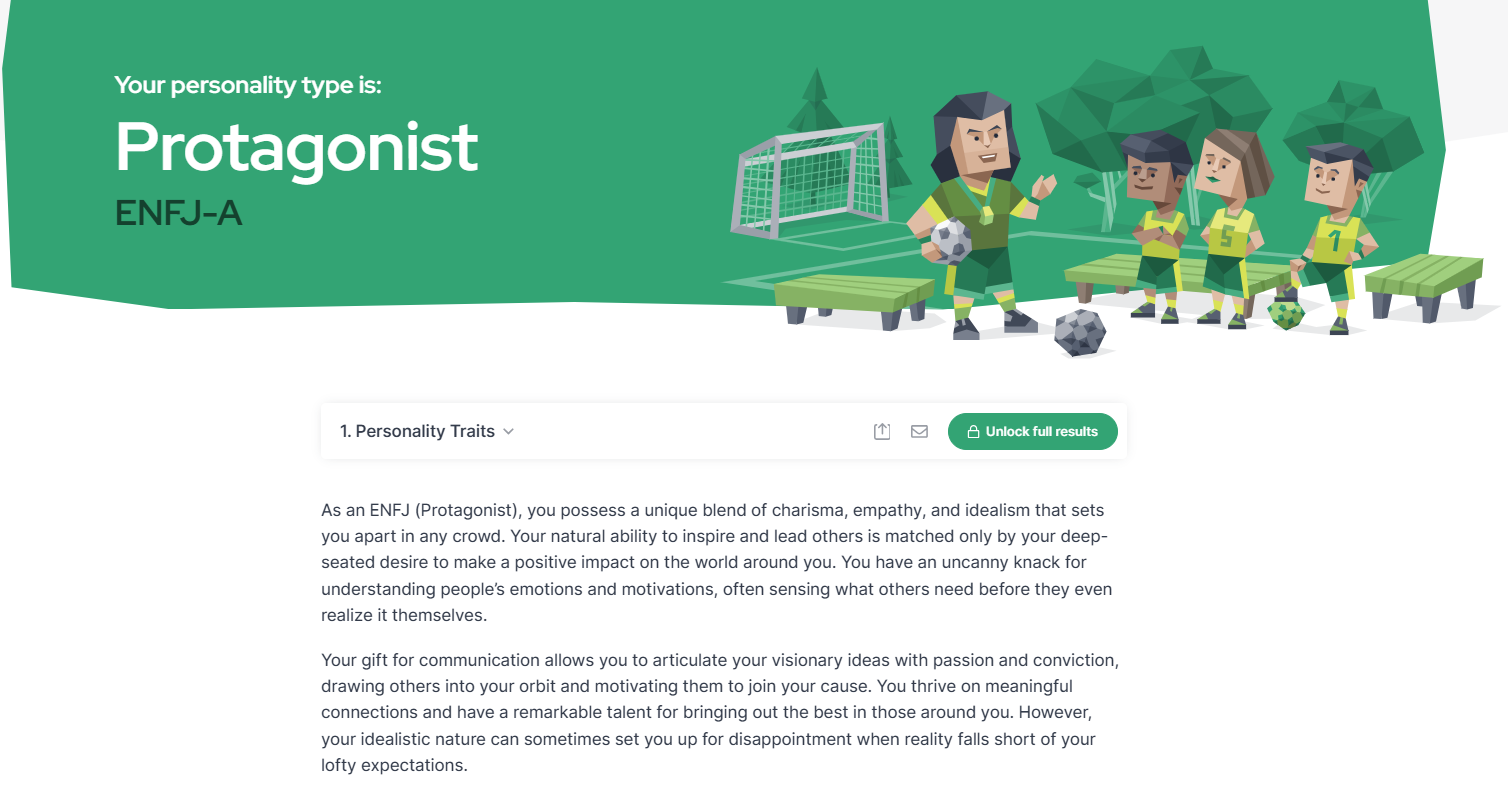 Your personality type is:
Protagonist
ENFJ-A
5
1
1. Personality Traits
Unlock full results
As an ENFJ (Protagonist), you possess a unique blend of charisma, empathy, and idealism that sets
you apart in any crowd. Your natural ability to inspire and lead others is matched only by your deep-
seated desire to make a positive impact on the world around you. You have an uncanny knack for
understanding people’s emotions and motivations, often sensing what others need before they even
realize it themselves.
Your gift for communication allows you to articulate your visionary ideas with passion and conviction,
drawing others into your orbit and motivating them to join your cause. You thrive on meaningful
connections and have a remarkable talent for bringing out the best in those around you. However,
your idealistic nature can sometimes set you up for disappointment when reality falls short of your
lofty expectations.